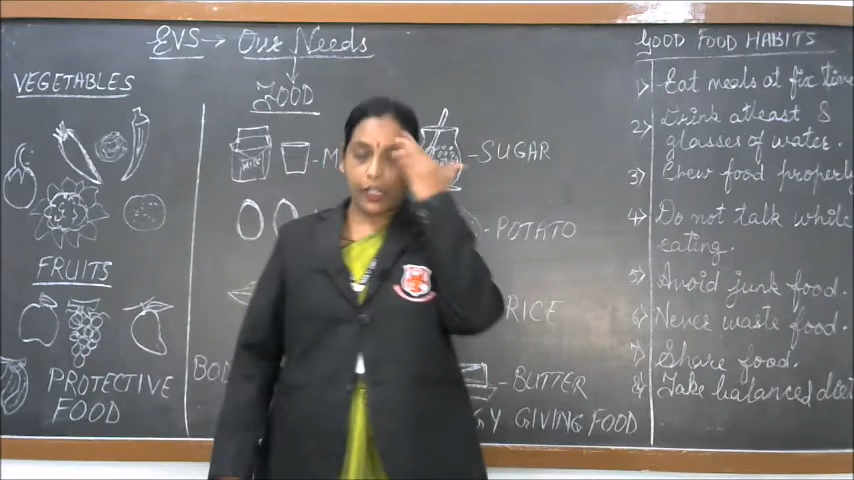 EVS → Our Needs
FOOD
VEGETABLES
FRUITS
PROTECTIVE
FOOD
MILK
SUGAR
POTATO
RICE
BUTTER
GIVING FOOD
GOOD FOOD HABITS
1> Eat meals at fix time
2> Drink atleast 8
glasses of water.
3> Chew food properly.
4> Do not talk while
eating.
5> Avoid junk food.
6> Never waste food.
7> Share food.
8> Take balanced diet